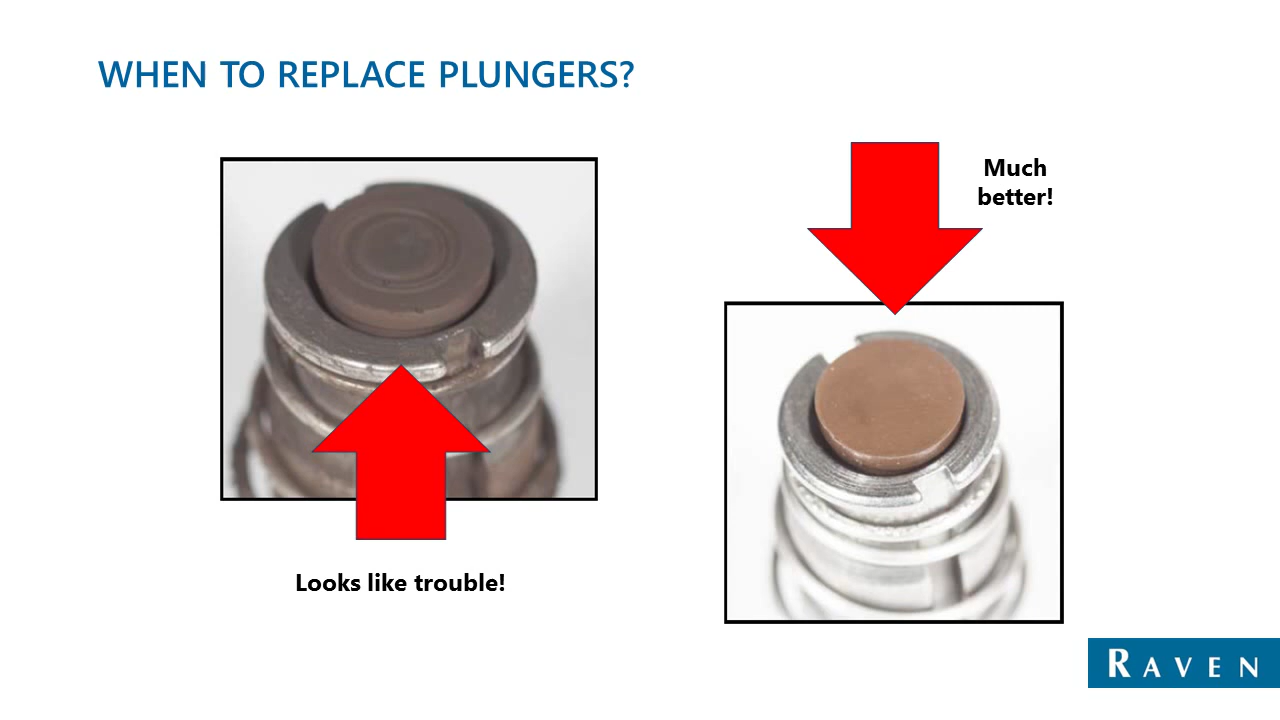 WHEN TO REPLACE PLUNGERS?
Much
better!
Looks like trouble!
RAVEN